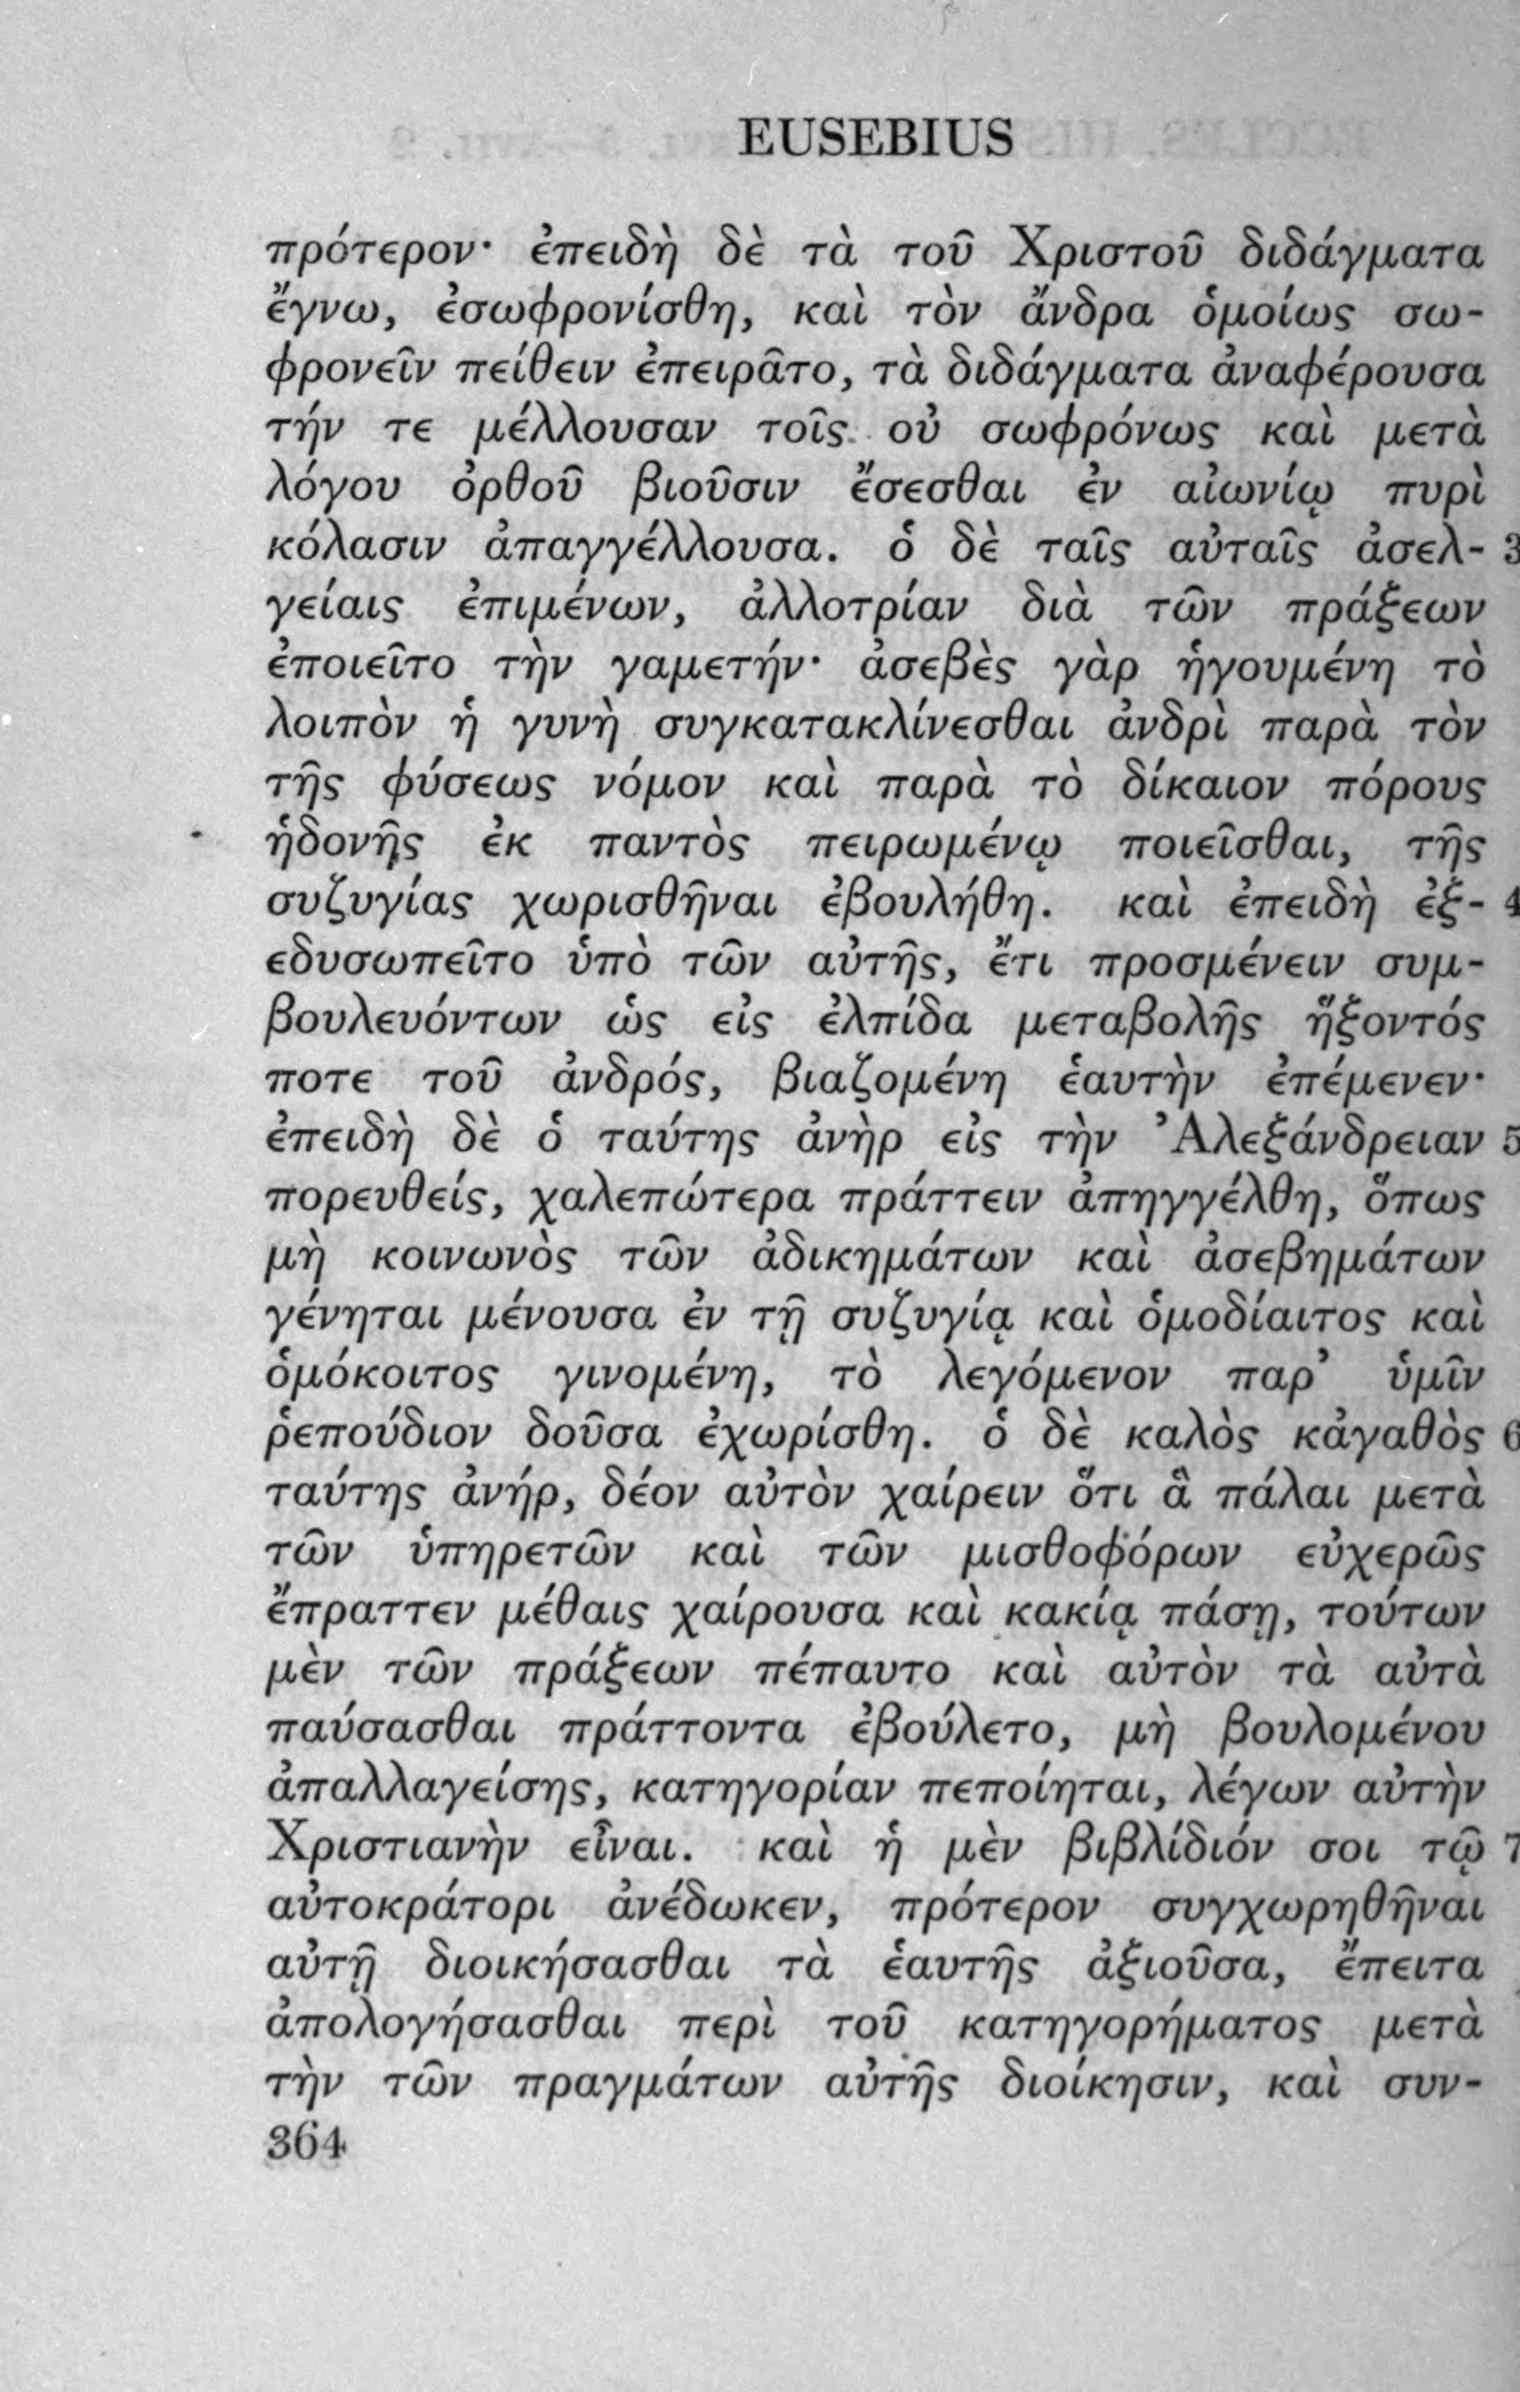 EUSEBIUS
πρότερον· ἐπειδὴ δὲ τὰ τοῦ Χριστοῦ διδάγματα
ἔγνω, ἐσωφρονίσθη, καὶ τὸν ἄνδρα ὁμοίως σω-
φρονεῖν πείθειν ἐπειρᾶτο, τὰ διδάγματα ἀναφέρουσα
τήν τε μέλλουσαν τοῖς οὐ σωφρόνως καὶ μετὰ
λόγου ὀρθοῦ βιοῦσιν ἔσεσθαι ἐν αἰωνίῳ πυρὶ
κόλασιν ἀπαγγέλλουσα. ὁ δὲ ταῖς αὐταῖς ἀσελ- 3
γείαις ἐπιμένων, ἀλλοτρίαν διὰ τῶν πράξεων
ἐποιεῖτο τὴν γαμετήν· ἀσεβὲς γὰρ ἡγουμένη τὸ
λοιπὸν ἡ γυνὴ συγκατακλίνεσθαι ἀνδρὶ παρὰ τὸν
τῆς φύσεως νόμον καὶ παρὰ τὸ δίκαιον πόρους
ἡδονῆς ἐκ παντὸς πειρωμένῳ ποιεῖσθαι, τῆς
συζυγίας χωρισθῆναι ἐβουλήθη. καὶ ἐπειδὴ ἐξ- 4
εδυσωπεῖτο ὑπὸ τῶν αὐτῆς, ἔτι προσμένειν συμ-
βουλευόντων ὡς εἰς ἐλπίδα μεταβολῆς ἥξοντός
ποτε τοῦ ἀνδρός, βιαζομένη ἑαυτὴν ἐπέμενεν·
ἐπειδὴ δὲ ὁ ταύτης ἀνὴρ εἰς τὴν Ἀλεξάνδρειαν 5
πορευθείς, χαλεπώτερα πράττειν ἀπηγγέλθη, ὅπως
μὴ κοινωνὸς τῶν ἀδικημάτων καὶ ἀσεβημάτων
γένηται μένουσα ἐν τῇ συζυγίᾳ καὶ ὁμοδίαιτος καὶ
ὁμόκοιτος γινομένη, τὸ λεγόμενον παρ’ ὑμῖν
ῥεπούδιον δοῦσα ἐχωρίσθη. ὁ δὲ καλὸς κἀγαθὸς 6
ταύτης ἀνήρ, δέον αὐτὸν χαίρειν ὅτι ἃ πάλαι μετὰ
τῶν ὑπηρετῶν καὶ τῶν μισθοφόρων εὐχερῶς
ἔπραττεν μέθαις χαίρουσα καὶ κακίᾳ πάσῃ, τούτων
μὲν τῶν πράξεων πέπαυτο καὶ αὐτὸν τὰ αὐτὰ
παύσασθαι πράττοντα ἐβούλετο, μὴ βουλομένου
ἀπαλλαγείσης, κατηγορίαν πεποίηται, λέγων αὐτὴν
Χριστιανὴν εἶναι. καὶ ἡ μὲν βιβλίδιόν σοι τῷ 7
αὐτοκράτορι ἀνέδωκεν, πρότερον συγχωρηθῆναι
αὐτῇ διοικήσασθαι τὰ ἑαυτῆς ἀξιοῦσα, ἔπειτα
ἀπολογήσασθαι περὶ τοῦ κατηγορήματος μετὰ
τὴν τῶν πραγμάτων αὐτῆς διοίκησιν, καὶ συν-
364